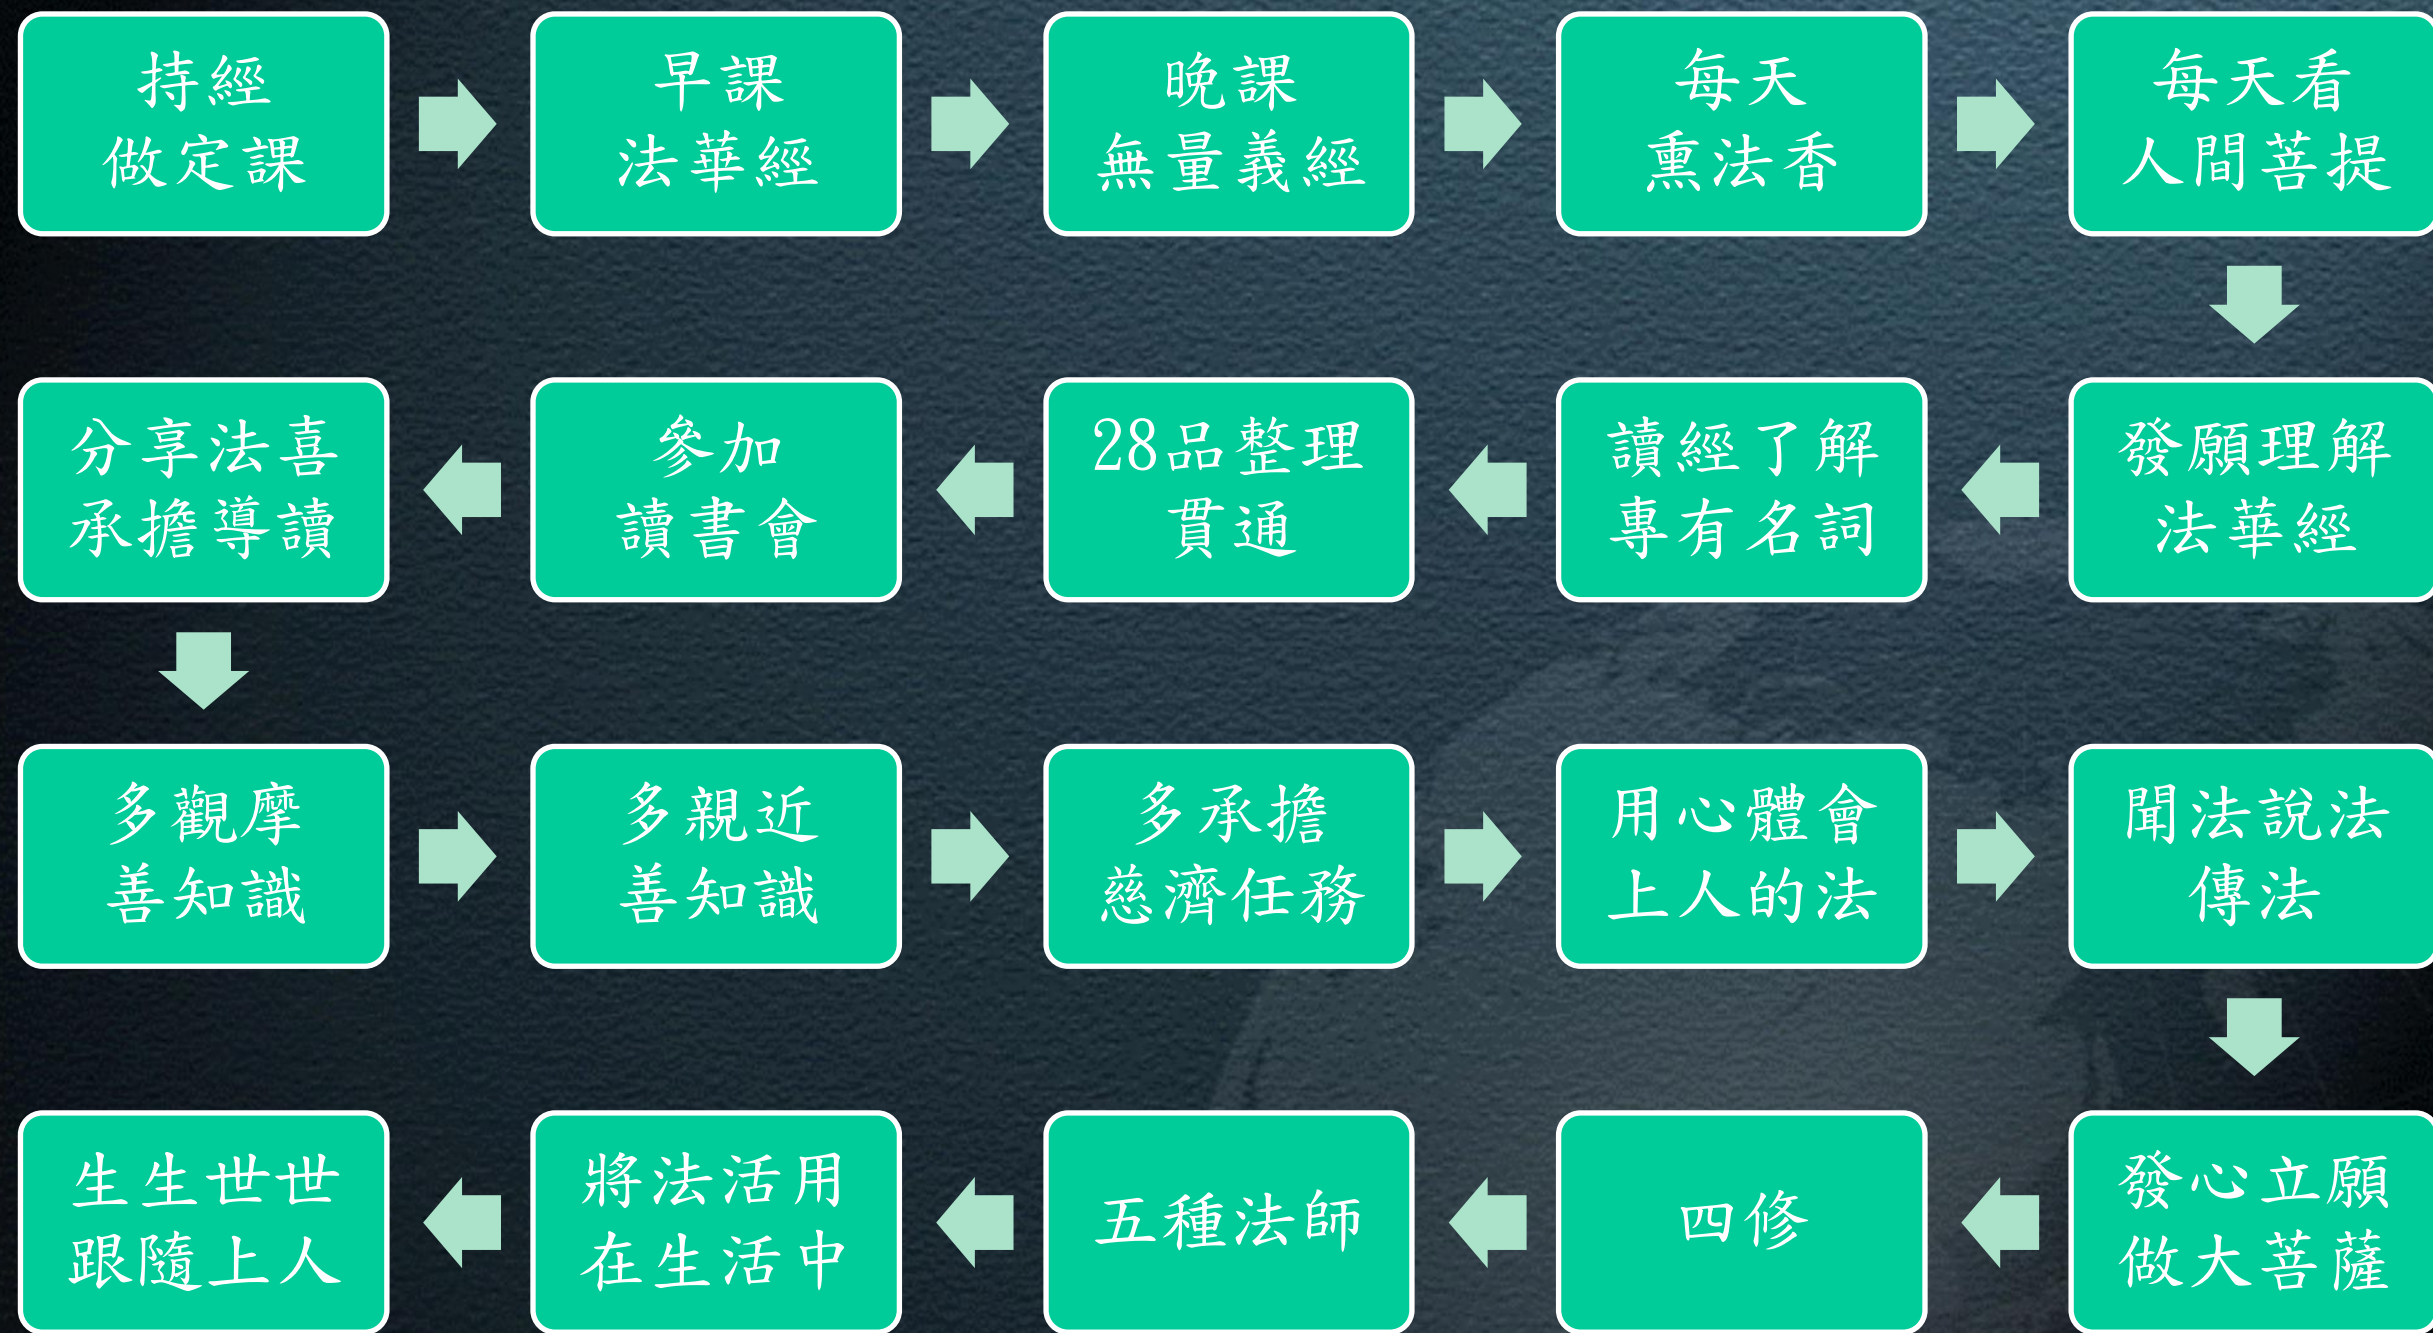 持經
做定課
早課
法華經
晚課
無量義經
每天
熏法香
每天看
人間菩提
發願理解
法華經
讀經了解
專有名詞
28品整理
貫通
參加
讀書會
分享法喜
承擔導讀
多觀摩
善知識
多親近
善知識
多承擔
慈濟任務
用心體會
上人的法
聞法說法
傳法
發心立願
做大菩薩
四修
五種法師
將法活用
在生活中
生生世世
跟隨上人